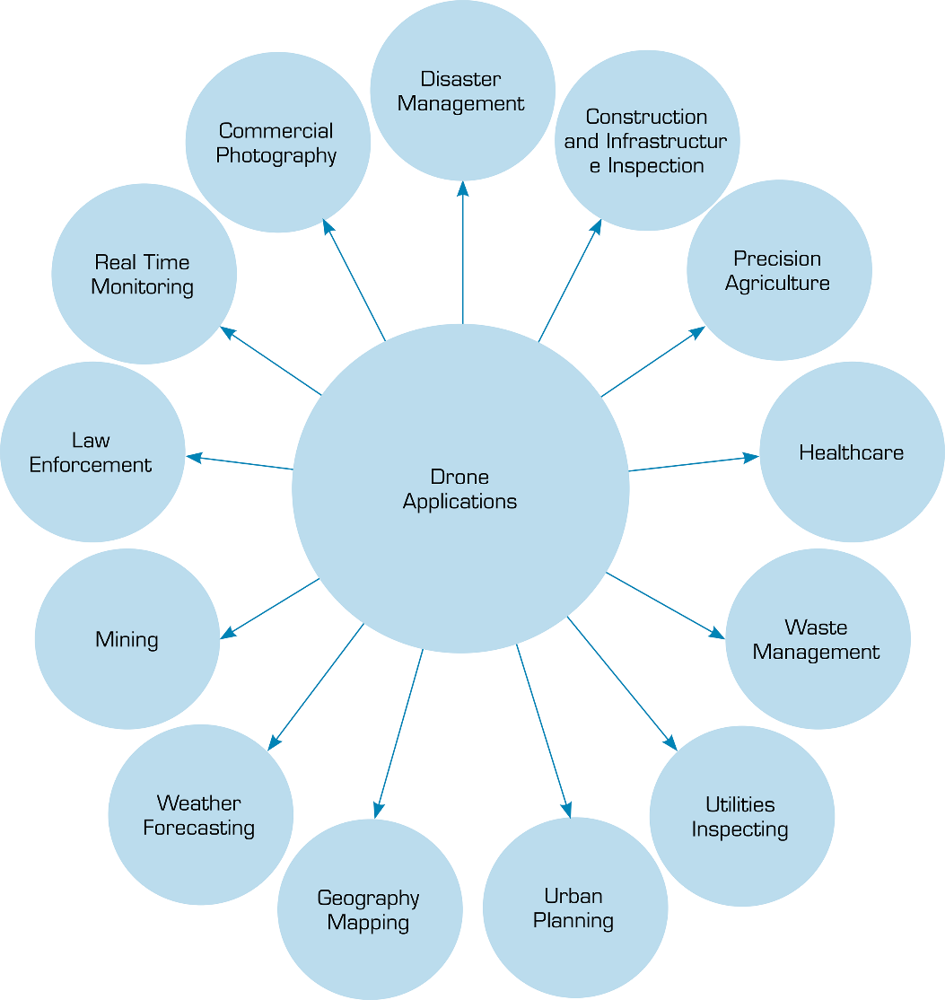 Disaster
Management
Construction
and Infrastructur
e Inspection
Precision
Agriculture
Healthcare
Waste
Management
Utilities
Inspecting
Urban
Planning
Geography
Mapping
Weather
Forecasting
Mining
Law
Enforcement
Real Time
Monitoring
Commercial
Photography
Drone
Applications